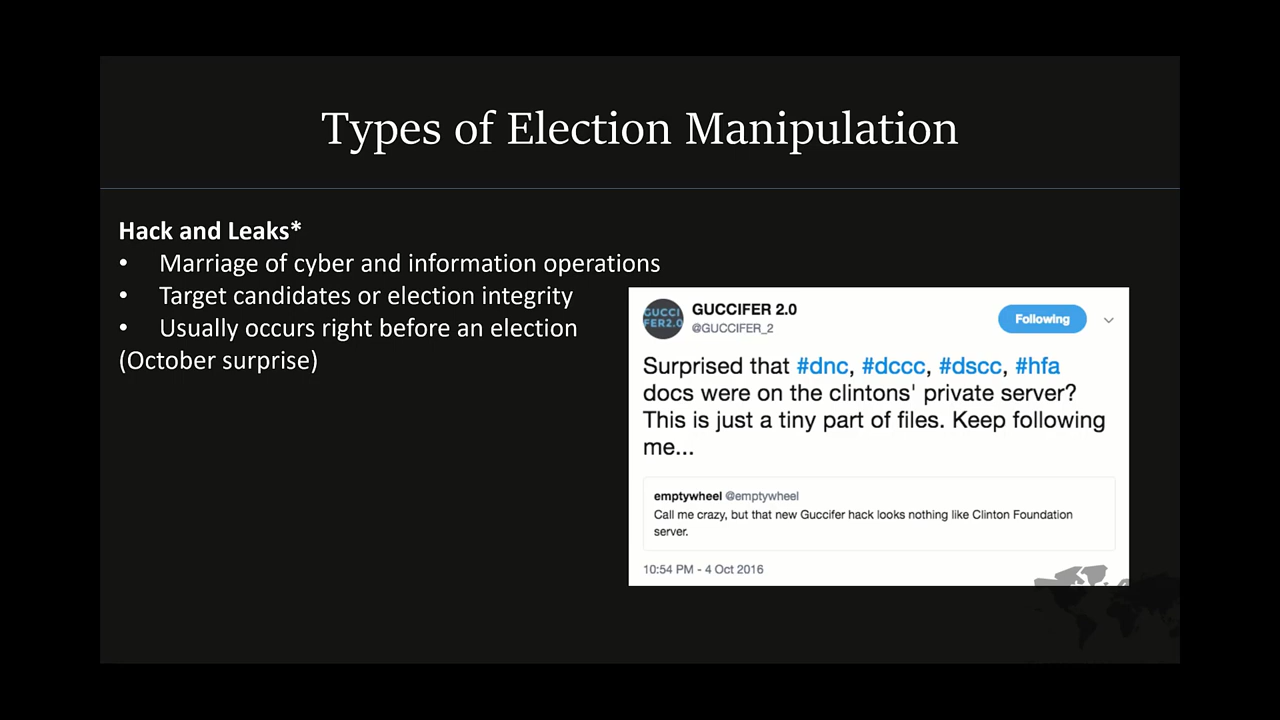 Types of Election Manipulation
Hack and Leaks*
• Marriage of cyber and information operations
• Target candidates or election integrity
• Usually occurs right before an election
(October surprise)
GUCCI
FER2.0
GUCCIFER 2.0
@GUCCIFER_2
Following
Surprised that #dnc, #dccc, #dscc, #hfa
docs were on the clintons' private server?
This is just a tiny part of files. Keep following
me...
emptywheel @emptywheel
Call me crazy, but that new Guccifer hack looks nothing like Clinton Foundation
server.
10:54 PM - 4 Oct 2016